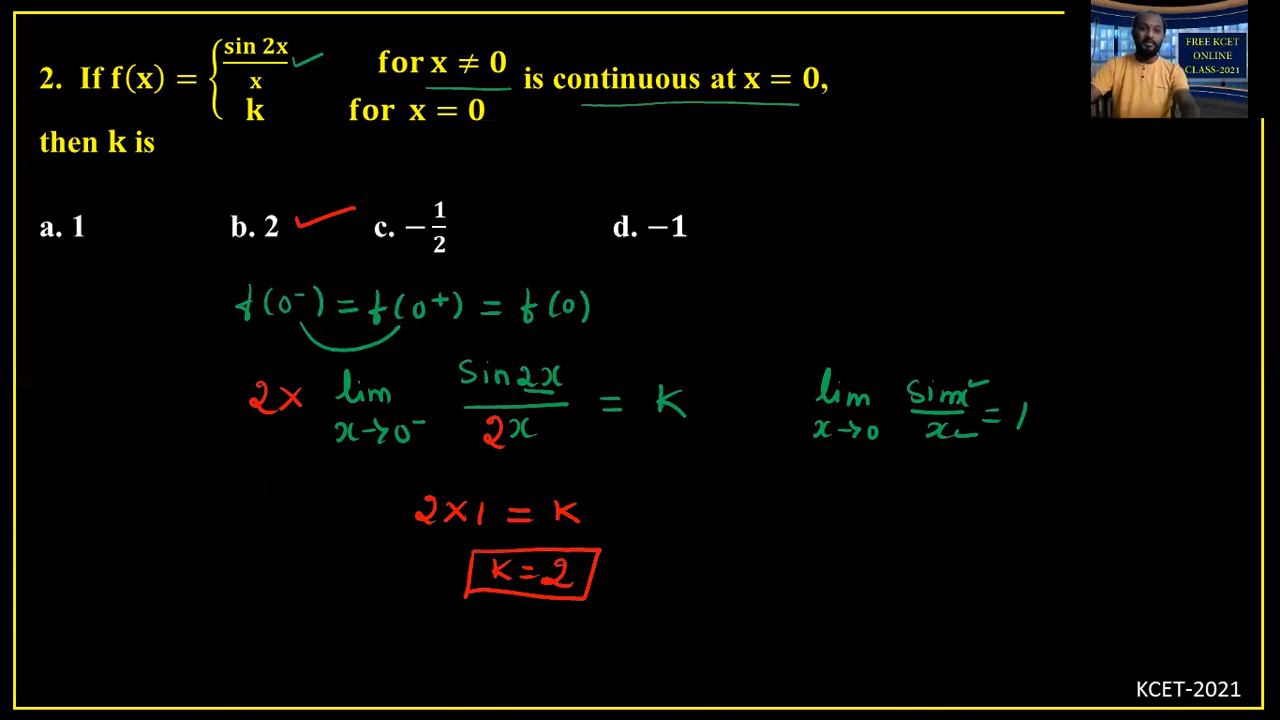 2. If f(x) = { sin 2x / x for x ≠ 0 is continuous at x = 0,
k for x = 0
then k is
a. 1 b. 2 ✓ c. −1/2 d. −1
f(0⁻) = f(0⁺) = f(0)
2× lim x→0⁻ sin2x / 2x = K
lim x→0 sinx / x = 1
2×1 = K
K=2
FREE KCET
ONLINE
CLASS-2021
KCET-2021